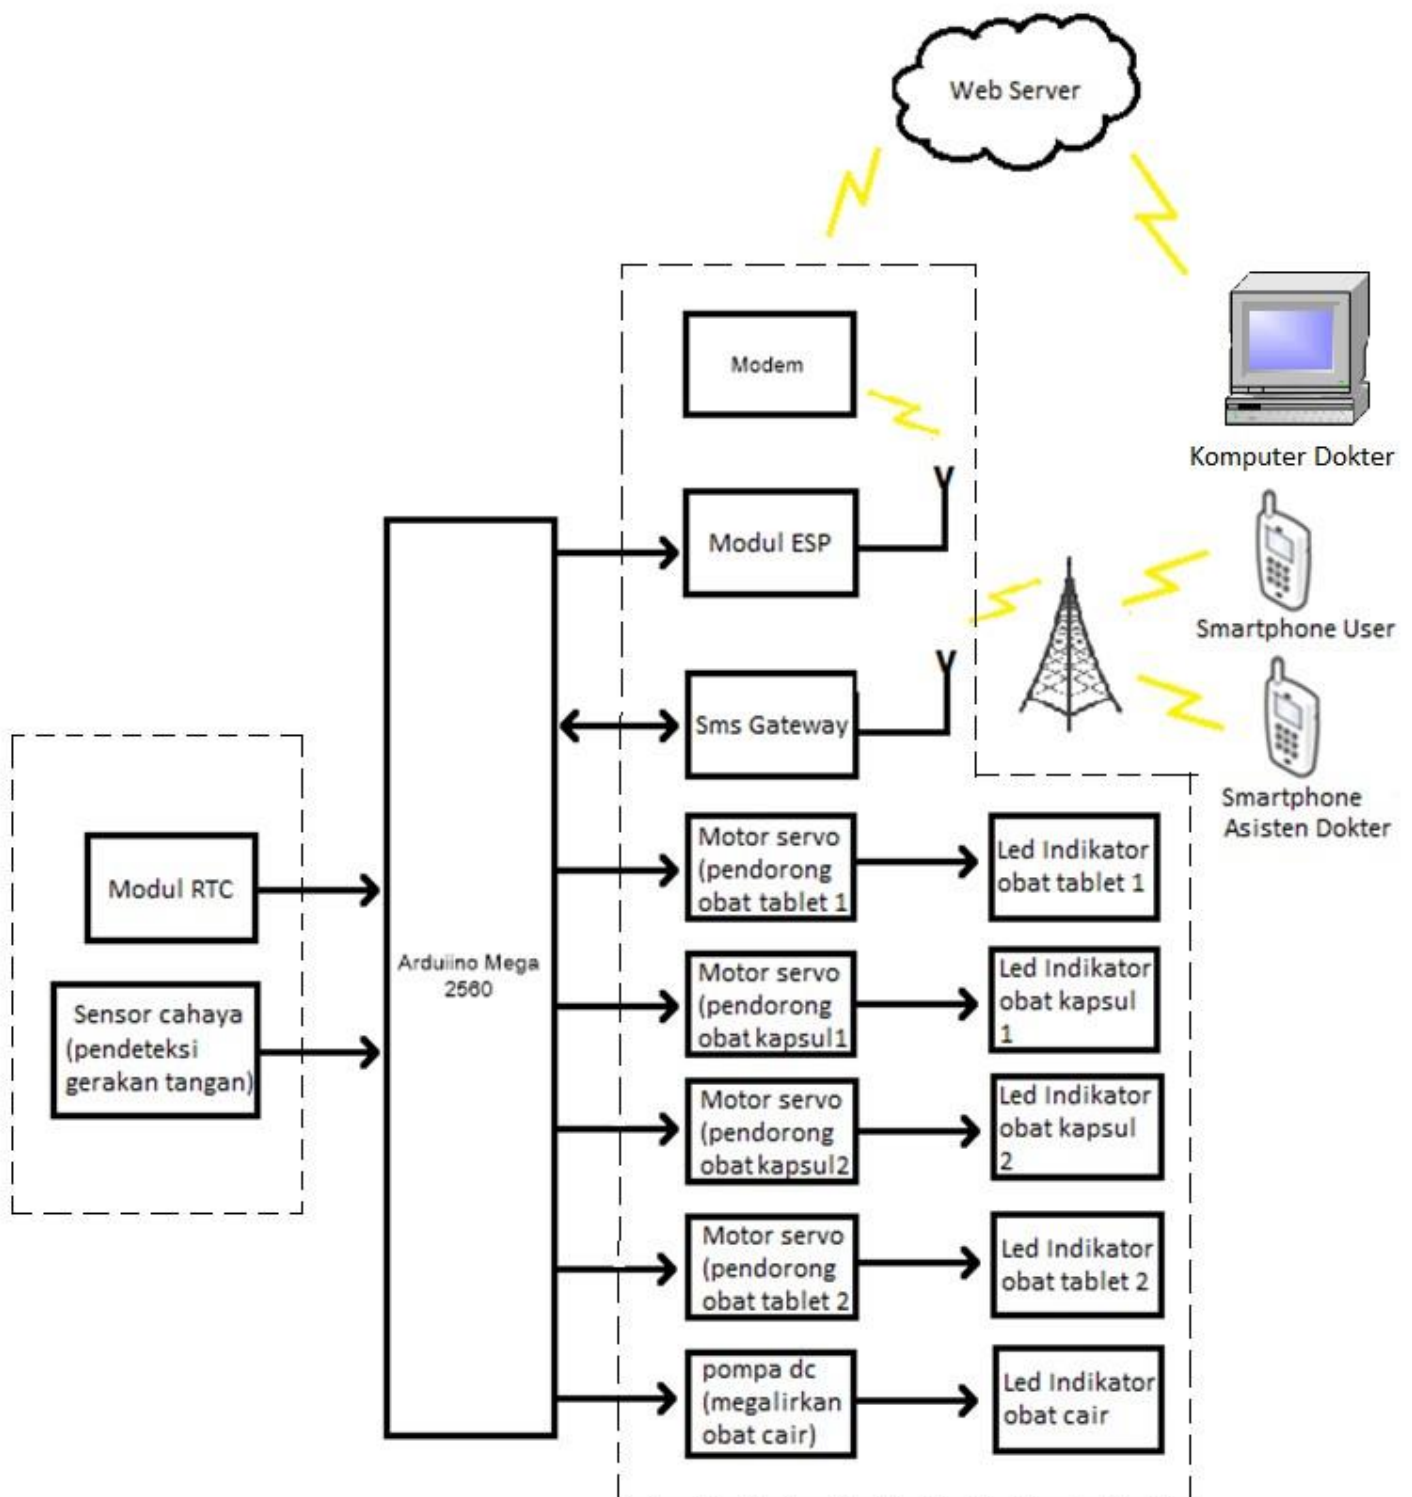 Web Server
Modem
Komputer Dokter
Modul ESP
Smartphone User
Sms Gateway
Smartphone
Asisten Dokter
Modul RTC
Sensor cahaya
(pendeteksi
gerakan tangan)
Arduiino Mega
2560
Motor servo
(pendorong
obat tablet 1
Led Indikator
obat tablet 1
Motor servo
(pendorong
obat kapsul1
Led Indikator
obat kapsul
1
Motor servo
(pendorong
obat kapsul2
Led Indikator
obat kapsul
2
Motor servo
(pendorong
obat tablet 2
Led Indikator
obat tablet 2
pompa dc
(megalirkan
obat cair)
Led Indikator
obat cair